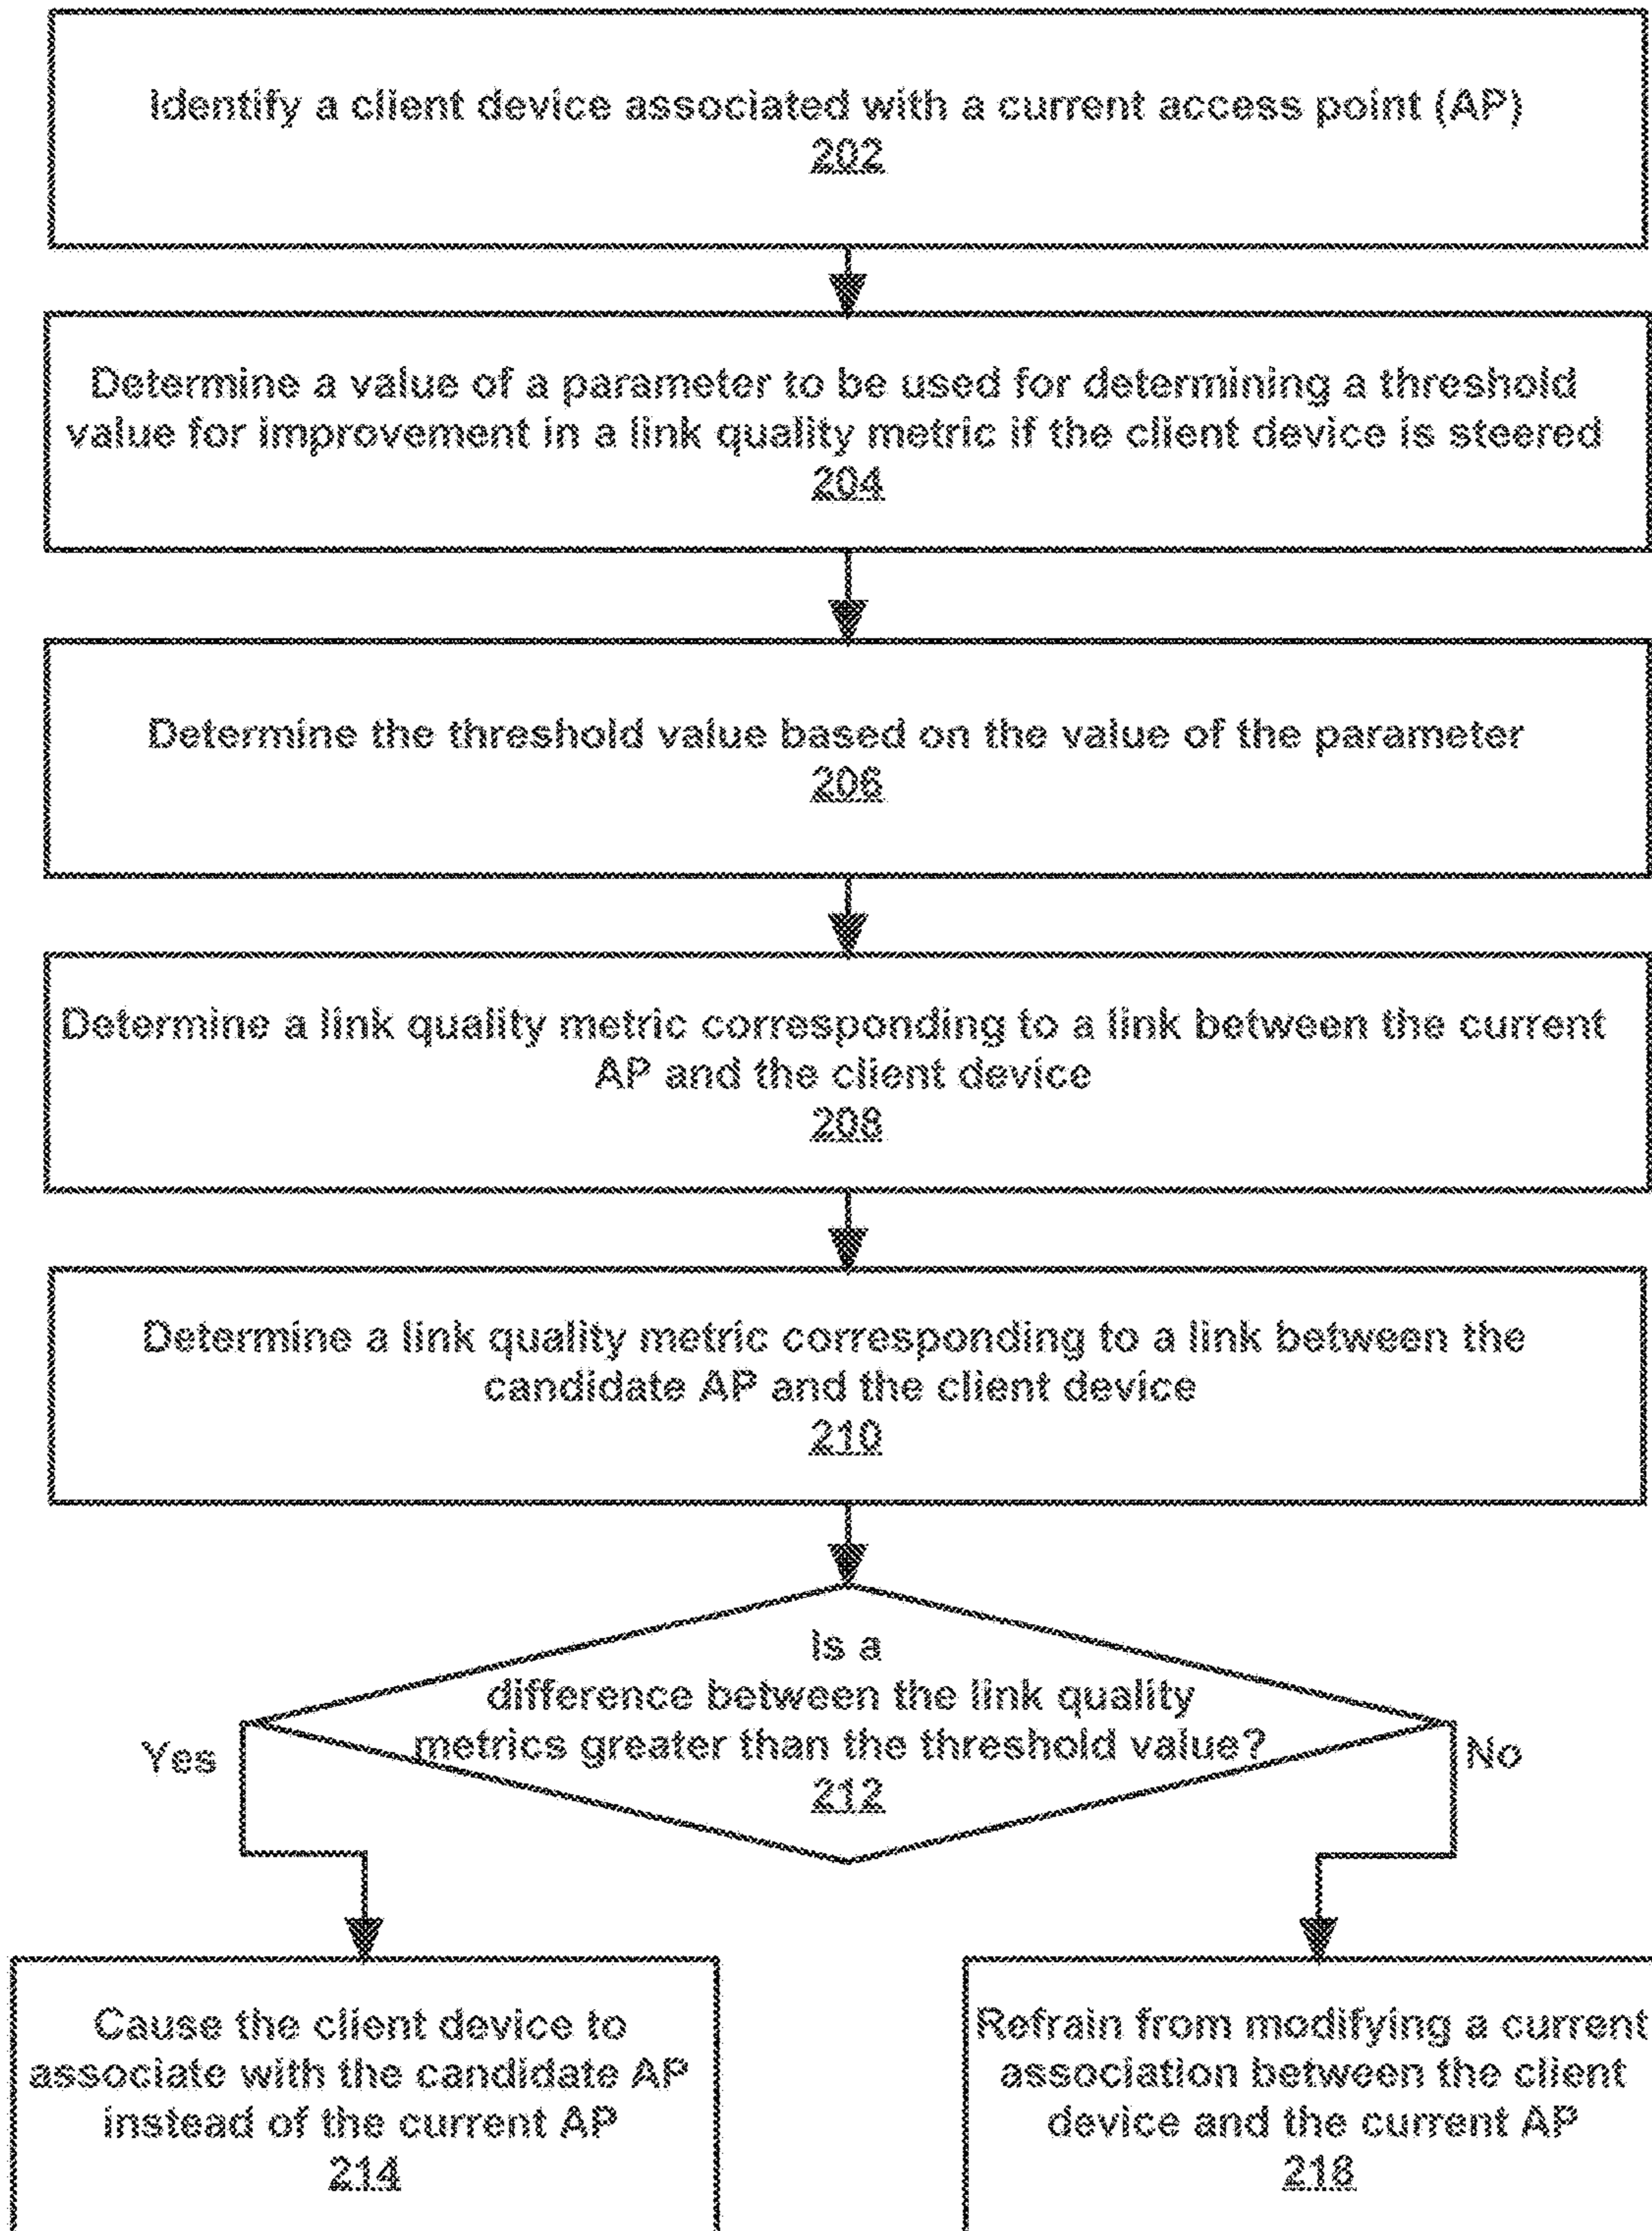 Identify a client device associated with a current access point (AP)
202
Determine a value of a parameter to be used for determining a threshold
value for improvement in a link quality metric if the client device is steered
204
Determine the threshold value based on the value of the parameter
206
Determine a link quality metric corresponding to a link between the current
AP and the client device
208
Determine a link quality metric corresponding to a link between the
candidate AP and the client device
210
Is a
difference between the link quality
metrics greater than the threshold value?
212
Yes
No
Cause the client device to
associate with the candidate AP
instead of the current AP
214
Refrain from modifying a current
association between the client
device and the current AP
218